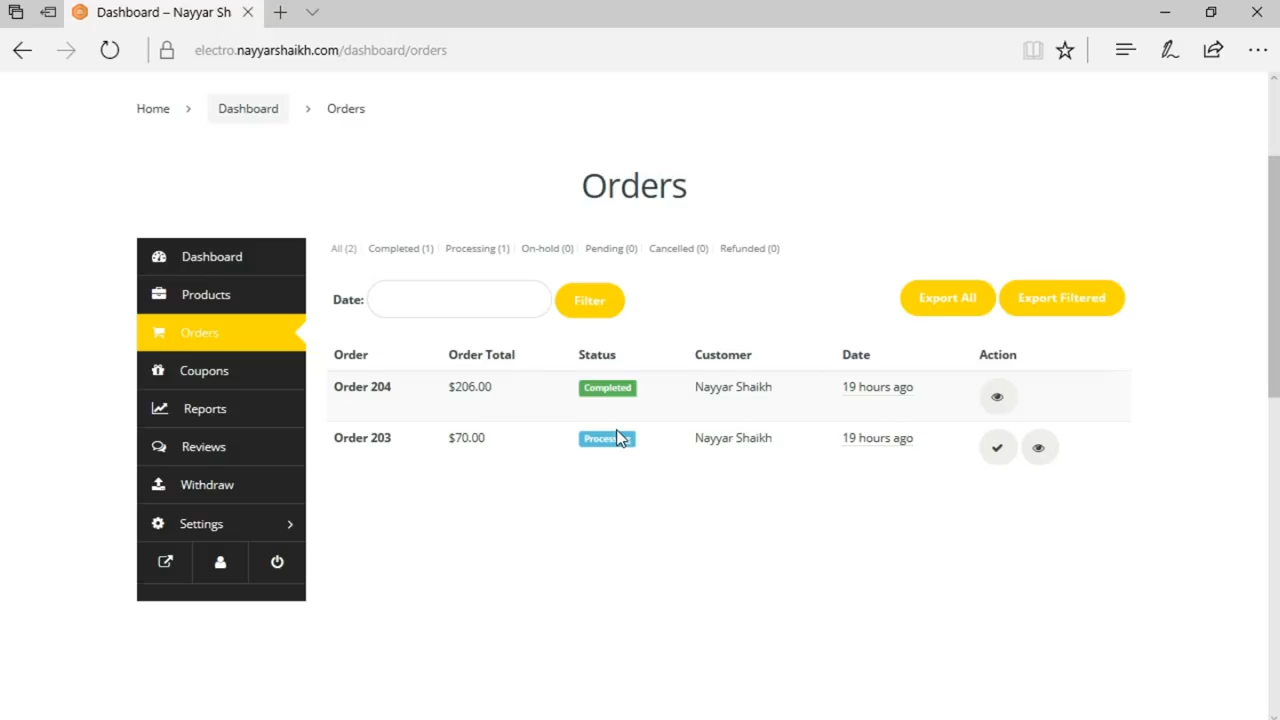 Dashboard – Nayyar Sh
electro.nayyarshaikh.com/dashboard/orders
Home > Dashboard > Orders
Orders
Dashboard
Products
Orders
Coupons
Reports
Reviews
Withdraw
Settings
All (2) Completed (1) Processing (1) On-hold (0) Pending (0) Cancelled (0) Refunded (0)
Date: Filter Export All Export Filtered
Order Order Total Status Customer Date Action
Order 204 $206.00 Completed Nayyar Shaikh 19 hours ago
Order 203 $70.00 Processing Nayyar Shaikh 19 hours ago